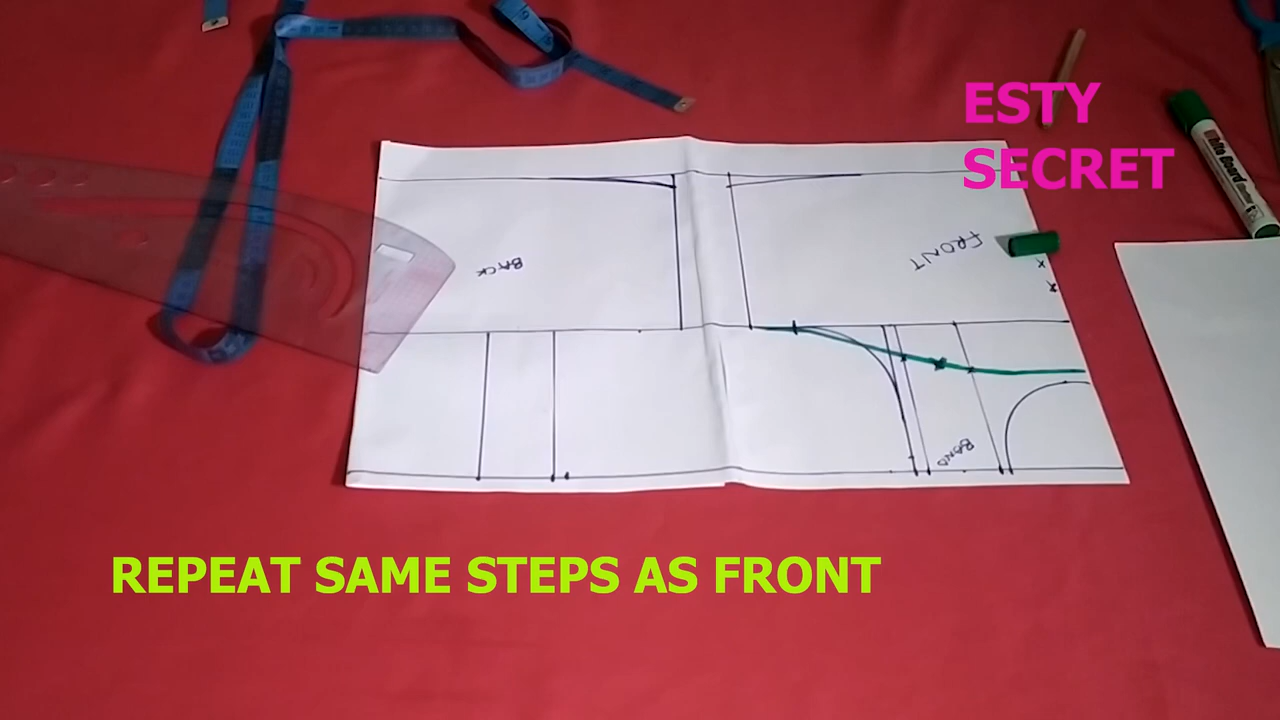 ESTY
SECRET
White Board
FRONT
BACK
BAND
REPEAT SAME STEPS AS FRONT